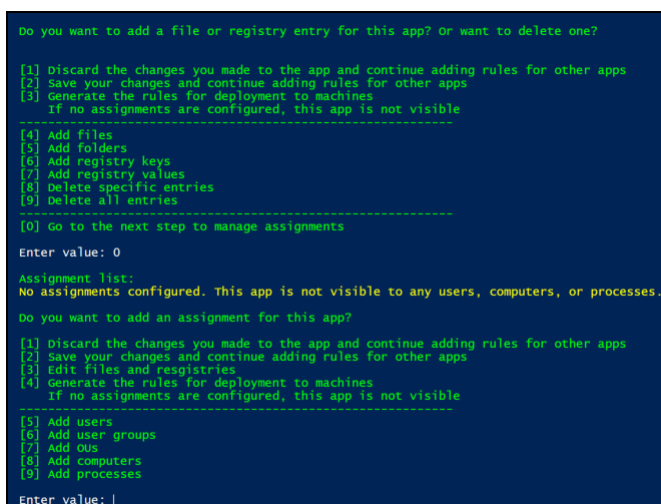 Do you want to add a file or registry entry for this app? Or want to delete one?
[1] Discard the changes you made to the app and continue adding rules for other apps
[2] Save your changes and continue adding rules for other apps
[3] Generate the rules for deployment to machines
If no assignments are configured, this app is not visible
------------------------------------------------------
[4] Add files
[5] Add folders
[6] Add registry keys
[7] Add registry values
[8] Delete specific entries
[9] Delete all entries
------------------------------------------------------
[0] Go to the next step to manage assignments
Enter value: 0
Assignment list:
No assignments configured. This app is not visible to any users, computers, or processes.
Do you want to add an assignment for this app?
[1] Discard the changes you made to the app and continue adding rules for other apps
[2] Save your changes and continue adding rules for other apps
[3] Edit files and resgistries
[4] Generate the rules for deployment to machines
If no assignments are configured, this app is not visible
------------------------------------------------------
[5] Add users
[6] Add user groups
[7] Add OUs
[8] Add computers
[9] Add processes
Enter value: